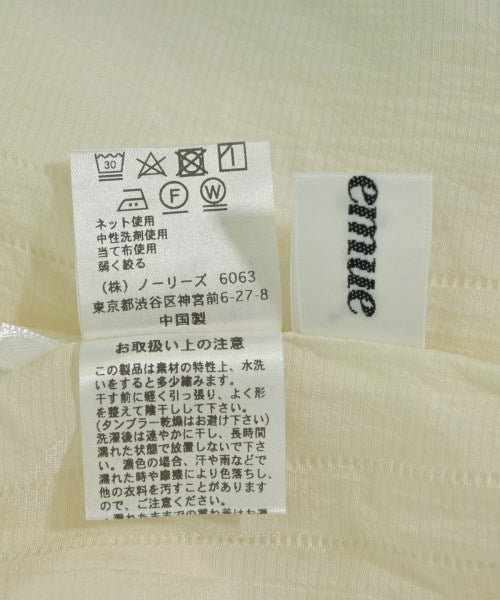 30
F W
ネット使用
中性洗剤使用
当て布使用
弱く絞る
(株) ノーリーズ 6063
東京都渋谷区神宮前6-27-8
中国製
お取扱い上の注意
この製品は素材の特性上、水洗
いをすると多少縮みます。
干す前に軽く引っ張り、よく形
を整えて陰干しして下さい。
(タンブラー乾燥はお避け下さい)
洗濯後は速やかに干し、長時間
濡れた状態で放置しないで下さ
い。濃色の場合、汗や雨などで
濡れた時や摩擦により色落ちし、
他の衣料を汚すことがあります
ので、ご注意ください。
emue